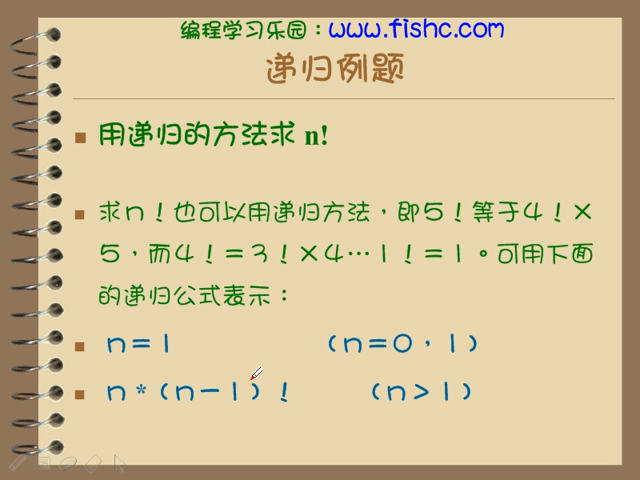 编程学习乐园：www.fishc.com
递归例题
用递归的方法求 n!
求ｎ！也可以用递归方法，即５！等于４！×
５，而４！＝３！×４…１！＝１。可用下面
的递归公式表示：
ｎ＝１ （ｎ＝０，１）
ｎ*（ｎ－１）！ （ｎ＞１）